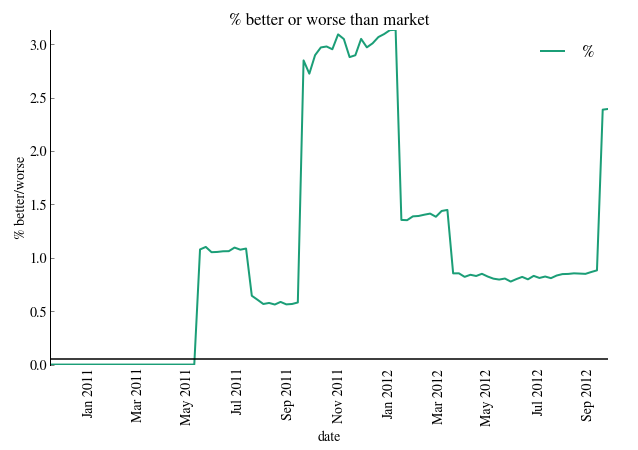 % better or worse than market
%
% better/worse
3.0
2.5
2.0
1.5
1.0
0.5
0.0
Jan 2011
Mar 2011
May 2011
Jul 2011
Sep 2011
Nov 2011
Jan 2012
Mar 2012
May 2012
Jul 2012
Sep 2012
date